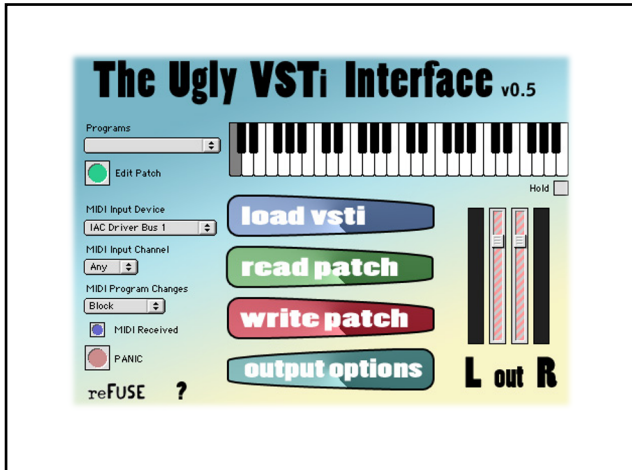 The Ugly VSTi Interface v0.5
Programs
Edit Patch
Hold
MIDI Input Device
IAC Driver Bus 1
MIDI Input Channel
Any
MIDI Program Changes
Block
MIDI Received
PANIC
reFUSE ?
load vsti
read patch
write patch
output options
L out R